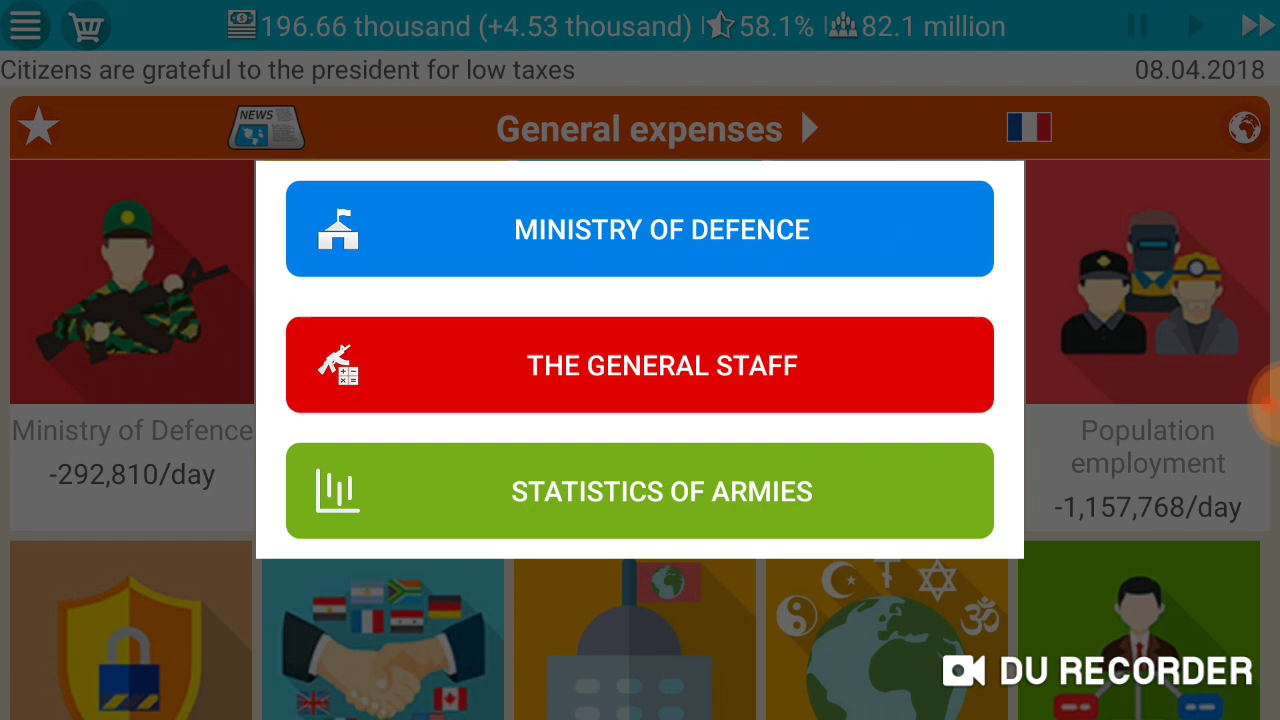 196.66 thousand (+4.53 thousand) 58.1% 82.1 million
Citizens are grateful to the president for low taxes 08.04.2018
NEWS General expenses
MINISTRY OF DEFENCE
THE GENERAL STAFF
STATISTICS OF ARMIES
Ministry of Defence
-292,810/day
Population
employment
-1,157,768/day
DU RECORDER